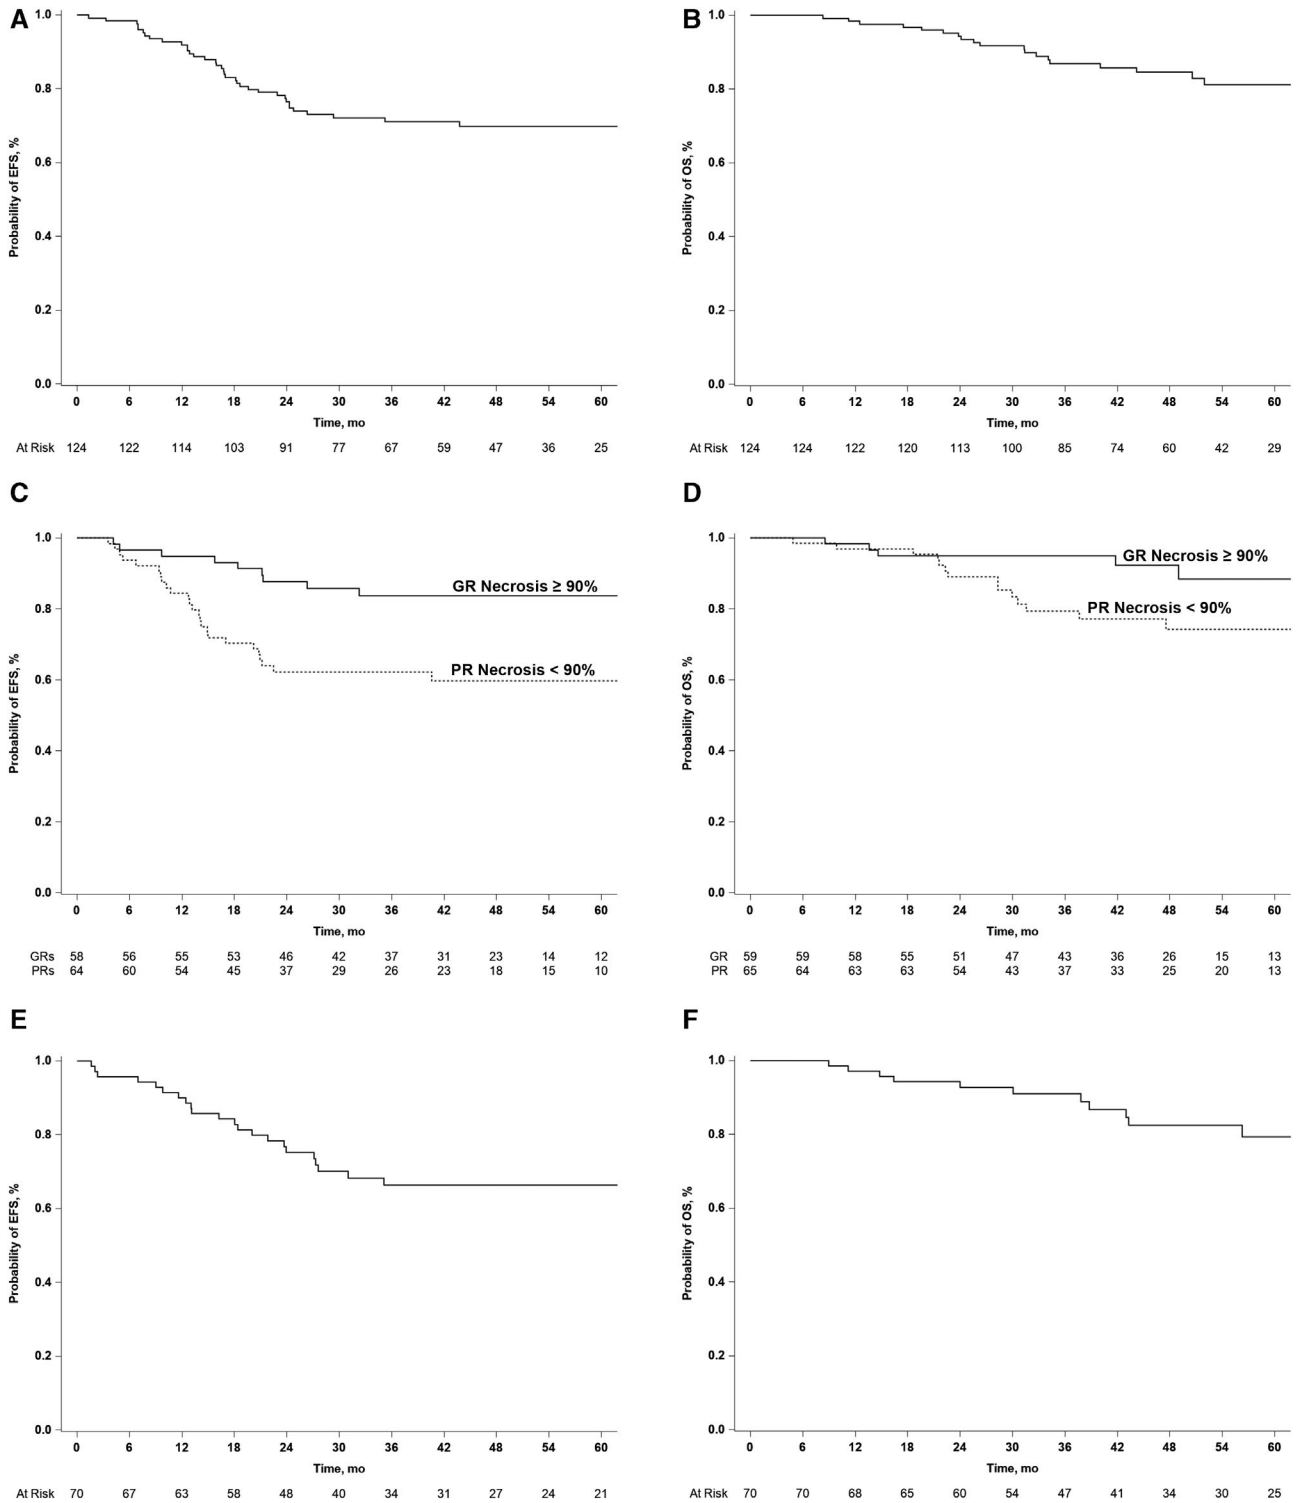 A
Probability of EFS, %
1.0
0.8
0.6
0.4
0.2
0.0
0 6 12 18 24 30 36 42 48 54 60
Time, mo
At Risk 124 122 114 103 91 77 67 59 47 36 25
B
Probability of OS, %
1.0
0.8
0.6
0.4
0.2
0.0
0 6 12 18 24 30 36 42 48 54 60
Time, mo
At Risk 124 124 122 120 113 100 85 74 60 42 29
C
Probability of EFS, %
1.0
0.8
0.6
0.4
0.2
0.0
GR Necrosis ≥ 90%
PR Necrosis < 90%
0 6 12 18 24 30 36 42 48 54 60
Time, mo
GRs 58 56 55 53 46 42 37 31 23 14 12
PRs 64 60 54 45 37 29 26 23 18 15 10
D
Probability of OS, %
1.0
0.8
0.6
0.4
0.2
0.0
GR Necrosis ≥ 90%
PR Necrosis < 90%
0 6 12 18 24 30 36 42 48 54 60
Time, mo
GR 59 59 58 55 51 47 43 36 26 15 13
PR 65 64 63 63 54 43 37 33 25 20 13
E
Probability of EFS, %
1.0
0.8
0.6
0.4
0.2
0.0
0 6 12 18 24 30 36 42 48 54 60
Time, mo
At Risk 70 67 63 58 48 40 34 31 27 24 21
F
Probability of OS, %
1.0
0.8
0.6
0.4
0.2
0.0
0 6 12 18 24 30 36 42 48 54 60
Time, mo
At Risk 70 70 68 65 60 54 47 41 34 30 25